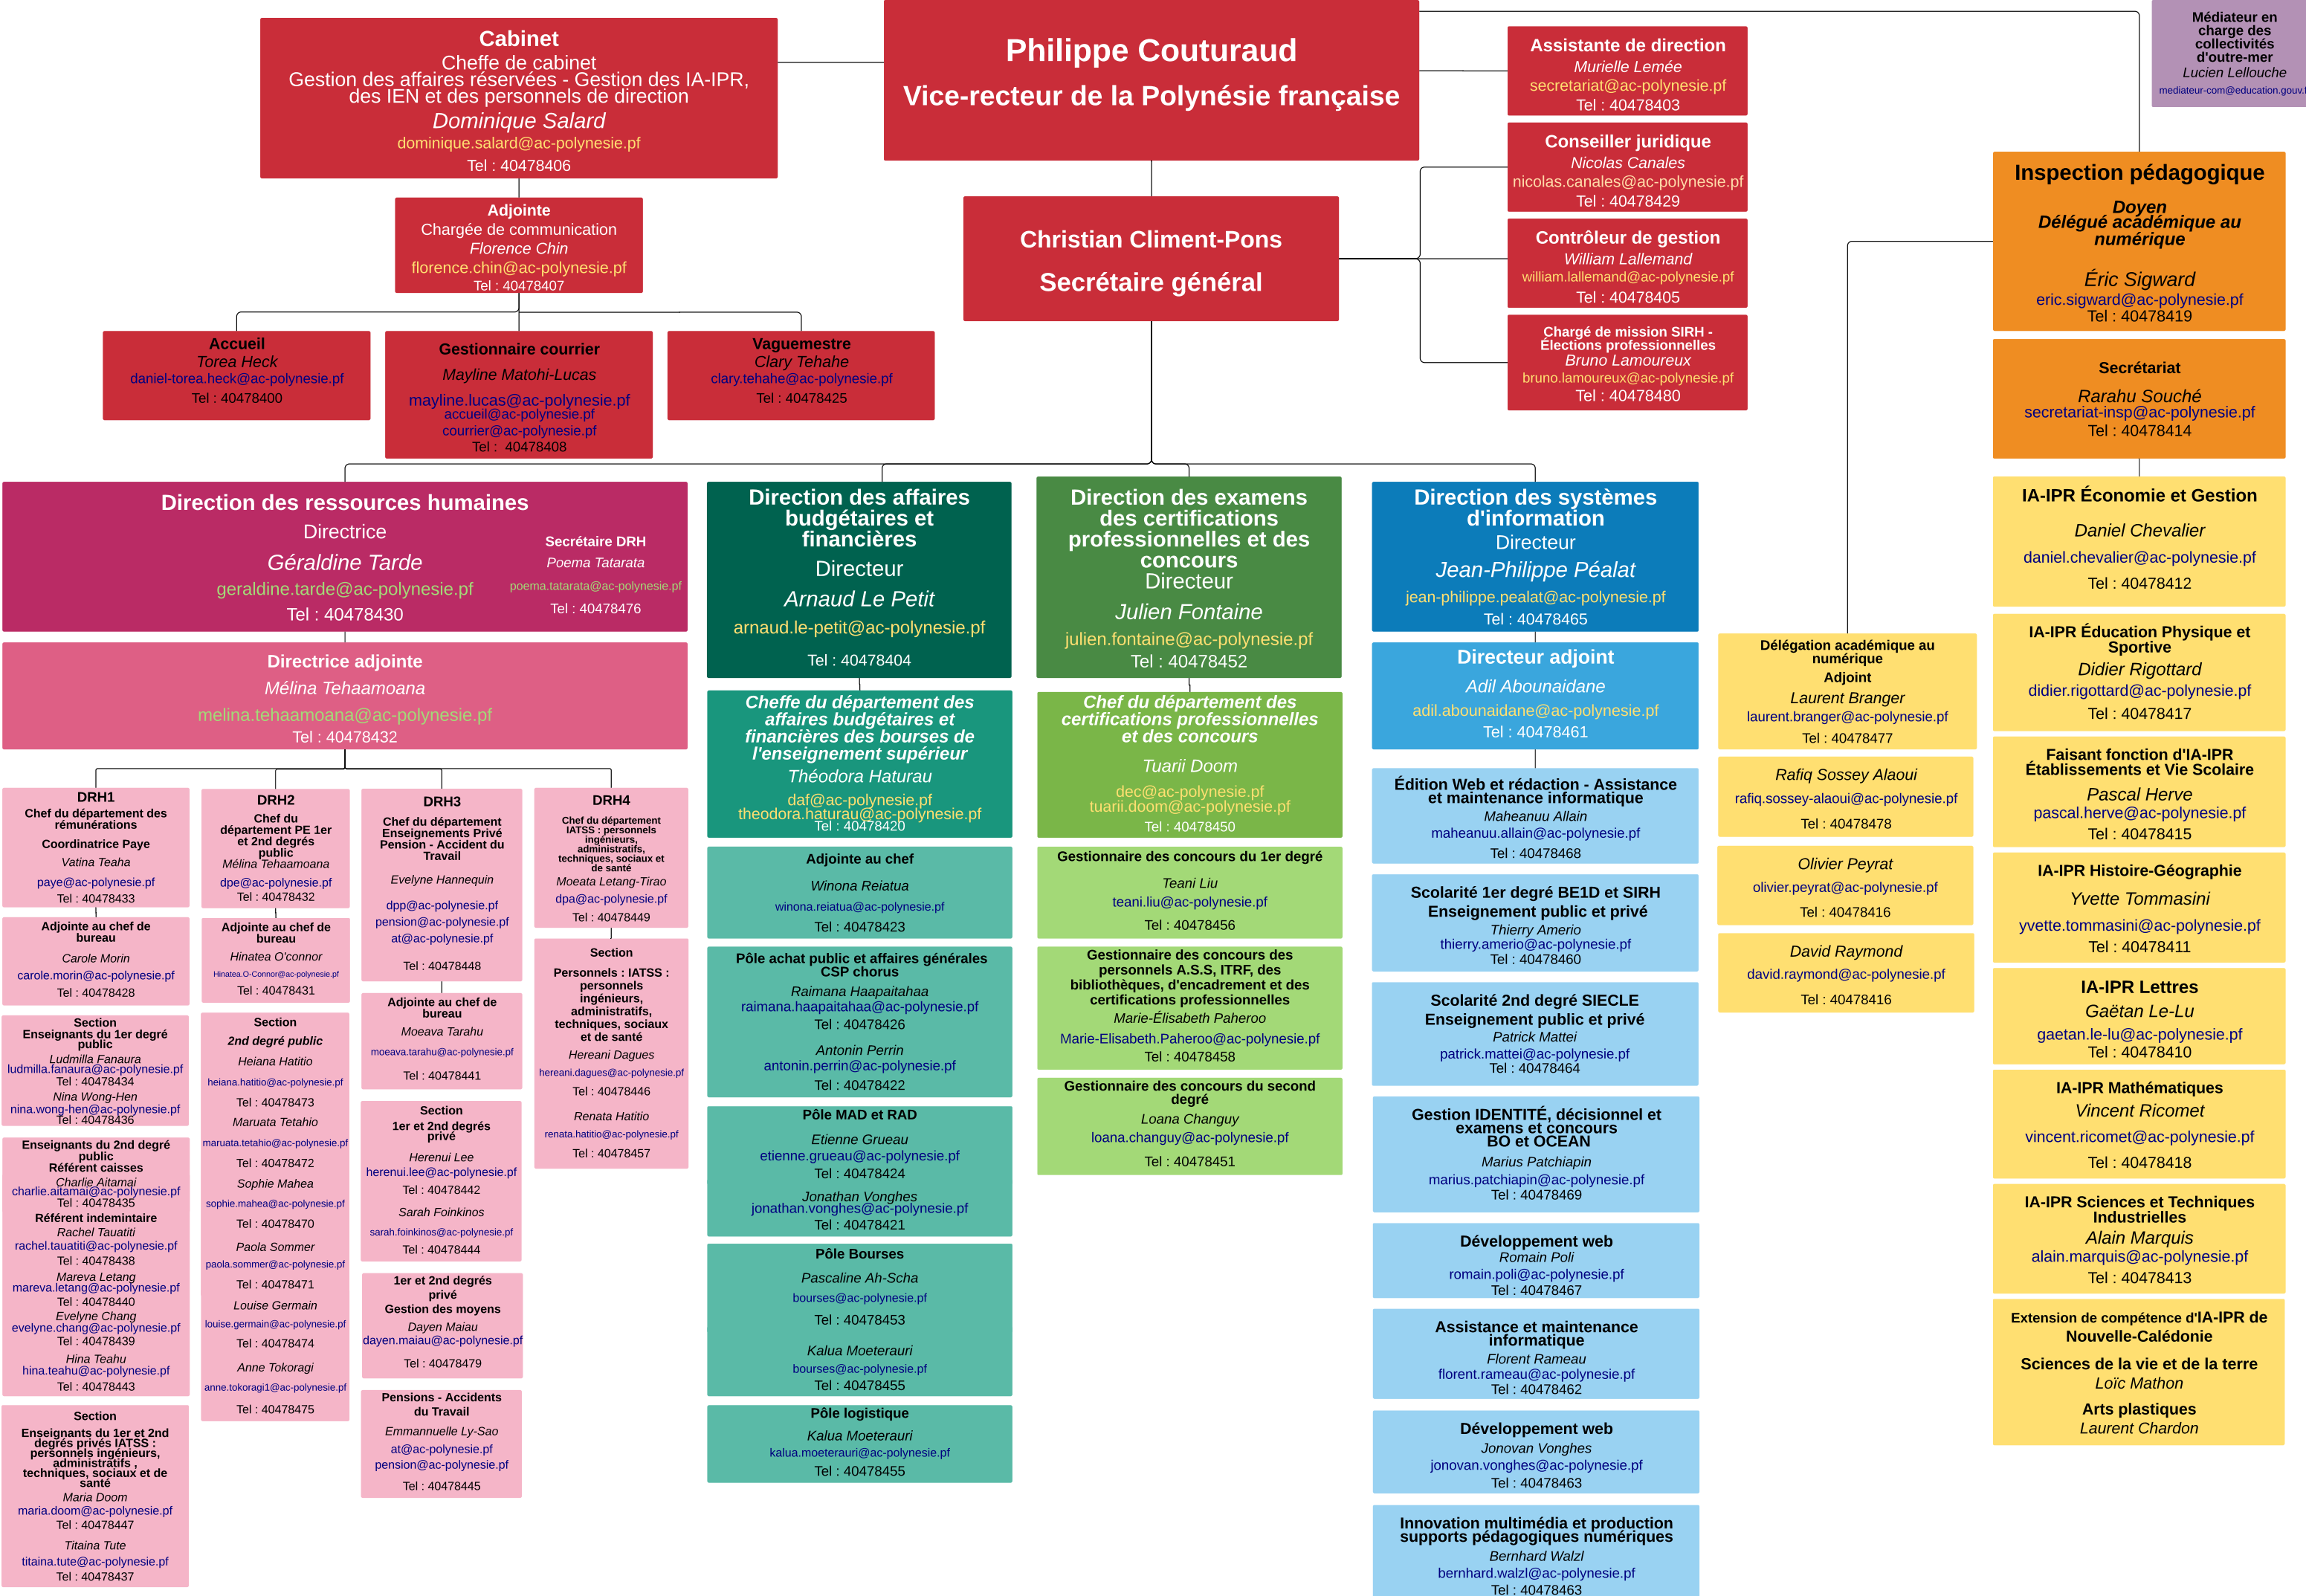 Cabinet
Cheffe de cabinet
Gestion des affaires réservées - Gestion des IA-IPR,
des IEN et des personnels de direction
Dominique Salard
dominique.salard@ac-polynesie.pf
Tel : 40478406
Philippe Couturaud
Vice-recteur de la Polynésie française
Assistante de direction
Murielle Lemée
secretariat@ac-polynesie.pf
Tel : 40478403
Médiateur en
charge des
collectivités
d'outre-mer
Lucien Lellouche
mediateur-com@education.gouv.f
Conseiller juridique
Nicolas Canales
nicolas.canales@ac-polynesie.pf
Tel : 40478429
Contrôleur de gestion
William Lallemand
william.lallemand@ac-polynesie.pf
Tel : 40478405
Chargé de mission SIRH -
Élections professionnelles
Bruno Lamoureux
bruno.lamoureux@ac-polynesie.pf
Tel : 40478480
Adjointe
Chargée de communication
Florence Chin
florence.chin@ac-polynesie.pf
Tel : 40478407
Christian Climent-Pons
Secrétaire général
Accueil
Torea Heck
daniel-torea.heck@ac-polynesie.pf
Tel : 40478400
Gestionnaire courrier
Mayline Matohi-Lucas
mayline.lucas@ac-polynesie.pf
accueil@ac-polynesie.pf
courrier@ac-polynesie.pf
Tel : 40478408
Vaguemestre
Clary Tehahe
clary.tehahe@ac-polynesie.pf
Tel : 40478425
Inspection pédagogique
Doyen
Délégué académique au
numérique
Éric Sigward
eric.sigward@ac-polynesie.pf
Tel : 40478419
Secrétariat
Rarahu Souché
secretariat-insp@ac-polynesie.pf
Tel : 40478414
Direction des ressources humaines
Directrice
Géraldine Tarde
geraldine.tarde@ac-polynesie.pf
Tel : 40478430
Secrétaire DRH
Poema Tatarata
poema.tatarata@ac-polynesie.pf
Tel : 40478476
Directrice adjointe
Mélina Tehaamoana
melina.tehaamoana@ac-polynesie.pf
Tel : 40478432
DRH1
Chef du département des
rémunérations
Coordinatrice Paye
Vatina Teaha
paye@ac-polynesie.pf
Tel : 40478433
Adjointe au chef de
bureau
Carole Morin
carole.morin@ac-polynesie.pf
Tel : 40478428
Section
Enseignants du 1er degré
public
Ludmilla Fanaura
ludmilla.fanaura@ac-polynesie.pf
Tel : 40478434
Nina Wong-Hen
nina.wong-hen@ac-polynesie.pf
Tel : 40478436
Enseignants du 2nd degré
public
Référent caisses
Charlie Aitamai
charlie.aitamai@ac-polynesie.pf
Tel : 40478435
Référent indemintaire
Rachel Tauatiti
rachel.tauatiti@ac-polynesie.pf
Tel : 40478438
Mareva Letang
mareva.letang@ac-polynesie.pf
Tel : 40478440
Evelyne Chang
evelyne.chang@ac-polynesie.pf
Tel : 40478439
Hina Teahu
hina.teahu@ac-polynesie.pf
Tel : 40478443
Section
Enseignants du 1er et 2nd
degrés privés IATSS :
personnels ingénieurs,
administratifs ,
techniques, sociaux et de
santé
Maria Doom
maria.doom@ac-polynesie.pf
Tel : 40478447
Titaina Tute
titaina.tute@ac-polynesie.pf
Tel : 40478437
DRH2
Chef du
département PE 1er
et 2nd degrés
public
Mélina Tehaamoana
dpe@ac-polynesie.pf
Tel : 40478432
Adjointe au chef de
bureau
Hinatea O'connor
Hinatea.O-Connor@ac-polynesie.pf
Tel : 40478431
Section
2nd degré public
Heiana Hatitio
heiana.hatitio@ac-polynesie.pf
Tel : 40478473
Maruata Tetahio
maruata.tetahio@ac-polynesie.pf
Tel : 40478472
Sophie Mahea
sophie.mahea@ac-polynesie.pf
Tel : 40478470
Paola Sommer
paola.sommer@ac-polynesie.pf
Tel : 40478471
Louise Germain
louise.germain@ac-polynesie.pf
Tel : 40478474
Anne Tokoragi
anne.tokoragi1@ac-polynesie.pf
Tel : 40478475
DRH3
Chef du département
Enseignements Privé
Pension - Accident du
Travail
Evelyne Hannequin
dpp@ac-polynesie.pf
pension@ac-polynesie.pf
at@ac-polynesie.pf
Tel : 40478448
Adjointe au chef de
bureau
Moeava Tarahu
moeava.tarahu@ac-polynesie.pf
Tel : 40478441
Section
1er et 2nd degrés
privé
Herenui Lee
herenui.lee@ac-polynesie.pf
Tel : 40478442
Sarah Foinkinos
sarah.foinkinos@ac-polynesie.pf
Tel : 40478444
1er et 2nd degrés
privé
Gestion des moyens
Dayen Maiau
dayen.maiau@ac-polynesie.pf
Tel : 40478479
Pensions - Accidents
du Travail
Emmannuelle Ly-Sao
at@ac-polynesie.pf
pension@ac-polynesie.pf
Tel : 40478445
DRH4
Chef du département
IATSS : personnels
ingénieurs,
administratifs,
techniques, sociaux et
de santé
Moeata Letang-Tirao
dpa@ac-polynesie.pf
Tel : 40478449
Section
Personnels : IATSS :
personnels
ingénieurs,
administratifs,
techniques, sociaux
et de santé
Hereani Dagues
hereani.dagues@ac-polynesie.pf
Tel : 40478446
Renata Hatitio
renata.hatitio@ac-polynesie.pf
Tel : 40478457
Direction des affaires
budgétaires et
financières
Directeur
Arnaud Le Petit
arnaud.le-petit@ac-polynesie.pf
Tel : 40478404
Cheffe du département des
affaires budgétaires et
financières des bourses de
l'enseignement supérieur
Théodora Haturau
daf@ac-polynesie.pf
theodora.haturau@ac-polynesie.pf
Tel : 40478420
Adjointe au chef
Winona Reiatua
winona.reiatua@ac-polynesie.pf
Tel : 40478423
Pôle achat public et affaires générales
CSP chorus
Raimana Haapaitahaa
raimana.haapaitahaa@ac-polynesie.pf
Tel : 40478426
Antonin Perrin
antonin.perrin@ac-polynesie.pf
Tel : 40478422
Pôle MAD et RAD
Etienne Grueau
etienne.grueau@ac-polynesie.pf
Tel : 40478424
Jonathan Vonghes
jonathan.vonghes@ac-polynesie.pf
Tel : 40478421
Pôle Bourses
Pascaline Ah-Scha
bourses@ac-polynesie.pf
Tel : 40478453
Kalua Moeterauri
bourses@ac-polynesie.pf
Tel : 40478455
Pôle logistique
Kalua Moeterauri
kalua.moeterauri@ac-polynesie.pf
Tel : 40478455
Direction des examens
des certifications
professionnelles et des
concours
Directeur
Julien Fontaine
julien.fontaine@ac-polynesie.pf
Tel : 40478452
Chef du département des
certifications professionnelles
et des concours
Tuarii Doom
dec@ac-polynesie.pf
tuarii.doom@ac-polynesie.pf
Tel : 40478450
Gestionnaire des concours du 1er degré
Teani Liu
teani.liu@ac-polynesie.pf
Tel : 40478456
Gestionnaire des concours des
personnels A.S.S, ITRF, des
bibliothèques, d'encadrement et des
certifications professionnelles
Marie-Élisabeth Paheroo
Marie-Elisabeth.Paheroo@ac-polynesie.pf
Tel : 40478458
Gestionnaire des concours du second
degré
Loana Changuy
loana.changuy@ac-polynesie.pf
Tel : 40478451
Direction des systèmes
d'information
Directeur
Jean-Philippe Péalat
jean-philippe.pealat@ac-polynesie.pf
Tel : 40478465
Directeur adjoint
Adil Abounaidane
adil.abounaidane@ac-polynesie.pf
Tel : 40478461
Édition Web et rédaction - Assistance
et maintenance informatique
Maheanuu Allain
maheanuu.allain@ac-polynesie.pf
Tel : 40478468
Scolarité 1er degré BE1D et SIRH
Enseignement public et privé
Thierry Amerio
thierry.amerio@ac-polynesie.pf
Tel : 40478460
Scolarité 2nd degré SIECLE
Enseignement public et privé
Patrick Mattei
patrick.mattei@ac-polynesie.pf
Tel : 40478464
Gestion IDENTITÉ, décisionnel et
examens et concours
BO et OCEAN
Marius Patchiapin
marius.patchiapin@ac-polynesie.pf
Tel : 40478469
Développement web
Romain Poli
romain.poli@ac-polynesie.pf
Tel : 40478467
Assistance et maintenance
informatique
Florent Rameau
florent.rameau@ac-polynesie.pf
Tel : 40478462
Développement web
Jonovan Vonghes
jonovan.vonghes@ac-polynesie.pf
Tel : 40478463
Innovation multimédia et production
supports pédagogiques numériques
Bernhard Walzl
bernhard.walzl@ac-polynesie.pf
Tel : 40478463
Délégation académique au
numérique
Adjoint
Laurent Branger
laurent.branger@ac-polynesie.pf
Tel : 40478477
Rafiq Sossey Alaoui
rafiq.sossey-alaoui@ac-polynesie.pf
Tel : 40478478
Olivier Peyrat
olivier.peyrat@ac-polynesie.pf
Tel : 40478416
David Raymond
david.raymond@ac-polynesie.pf
Tel : 40478416
IA-IPR Économie et Gestion
Daniel Chevalier
daniel.chevalier@ac-polynesie.pf
Tel : 40478412
IA-IPR Éducation Physique et
Sportive
Didier Rigottard
didier.rigottard@ac-polynesie.pf
Tel : 40478417
Faisant fonction d'IA-IPR
Établissements et Vie Scolaire
Pascal Herve
pascal.herve@ac-polynesie.pf
Tel : 40478415
IA-IPR Histoire-Géographie
Yvette Tommasini
yvette.tommasini@ac-polynesie.pf
Tel : 40478411
IA-IPR Lettres
Gaëtan Le-Lu
gaetan.le-lu@ac-polynesie.pf
Tel : 40478410
IA-IPR Mathématiques
Vincent Ricomet
vincent.ricomet@ac-polynesie.pf
Tel : 40478418
IA-IPR Sciences et Techniques
Industrielles
Alain Marquis
alain.marquis@ac-polynesie.pf
Tel : 40478413
Extension de compétence d'IA-IPR de
Nouvelle-Calédonie
Sciences de la vie et de la terre
Loïc Mathon
Arts plastiques
Laurent Chardon